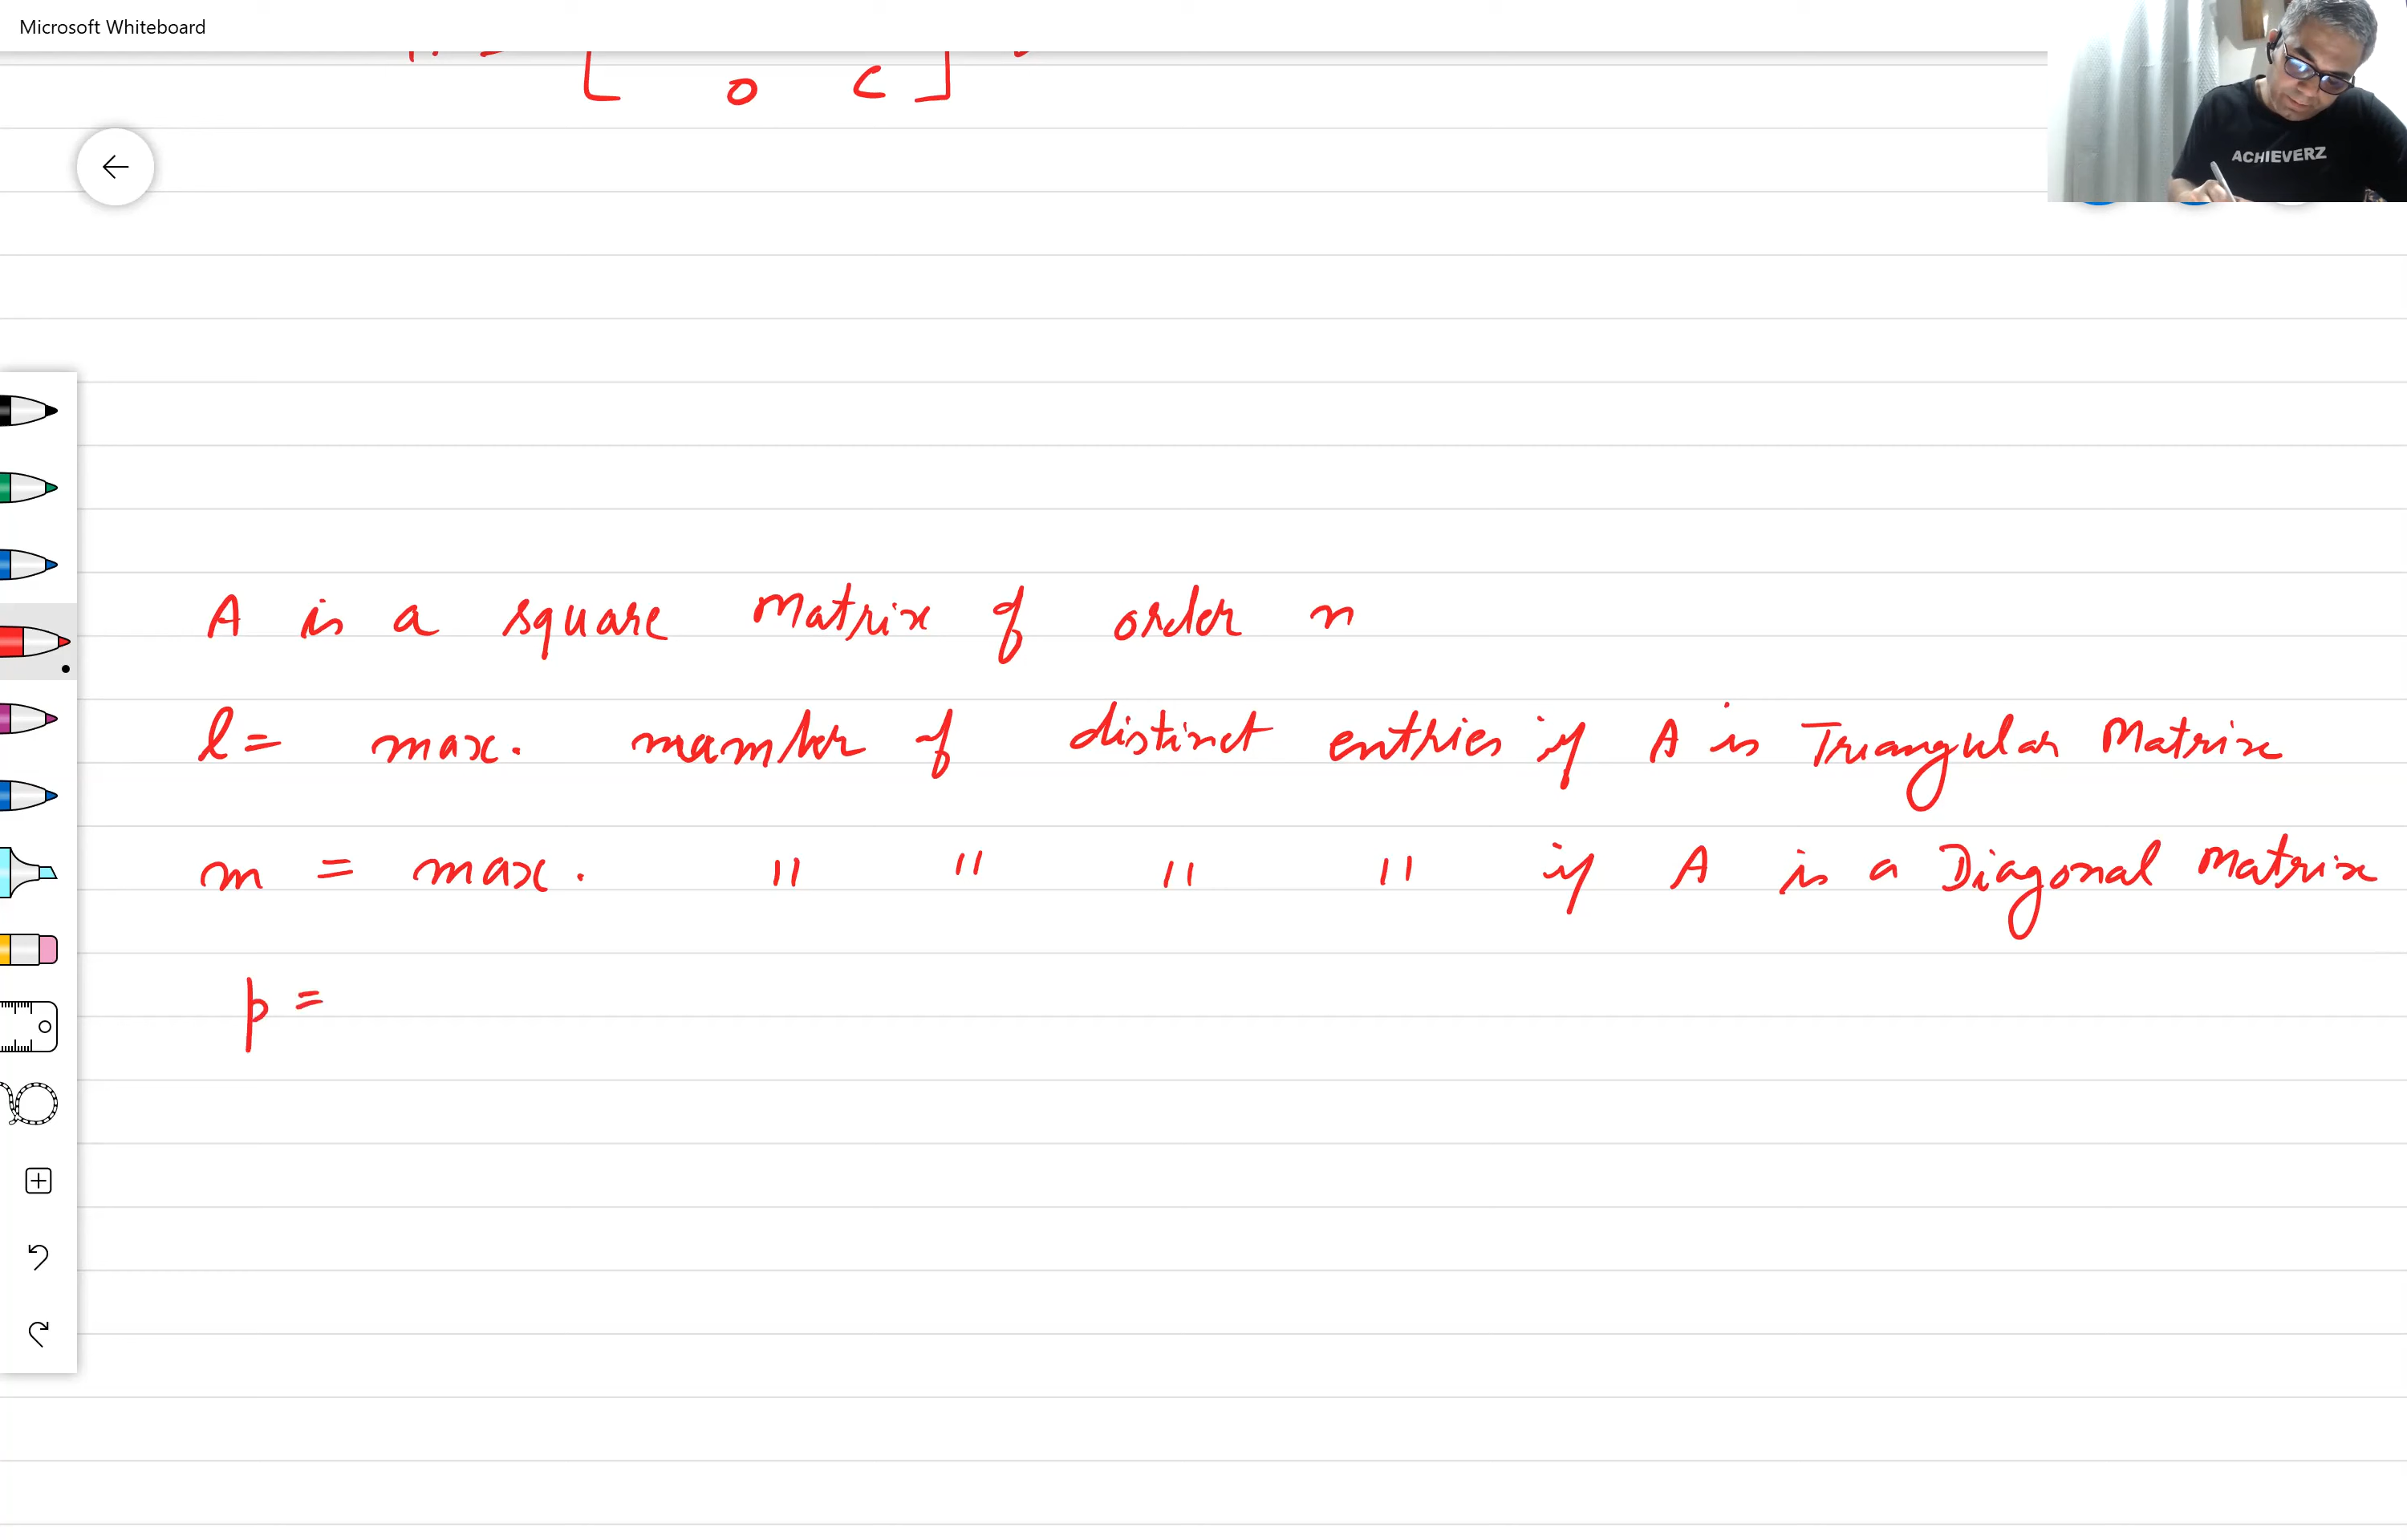 Microsoft Whiteboard
0 c
ACHIEVERZ
A is a square Matrix of order n
l = max. mamber of distinct entries if A is Triangular Matrix
m = max. " " " " if A is a Diagonal Matrix
p =